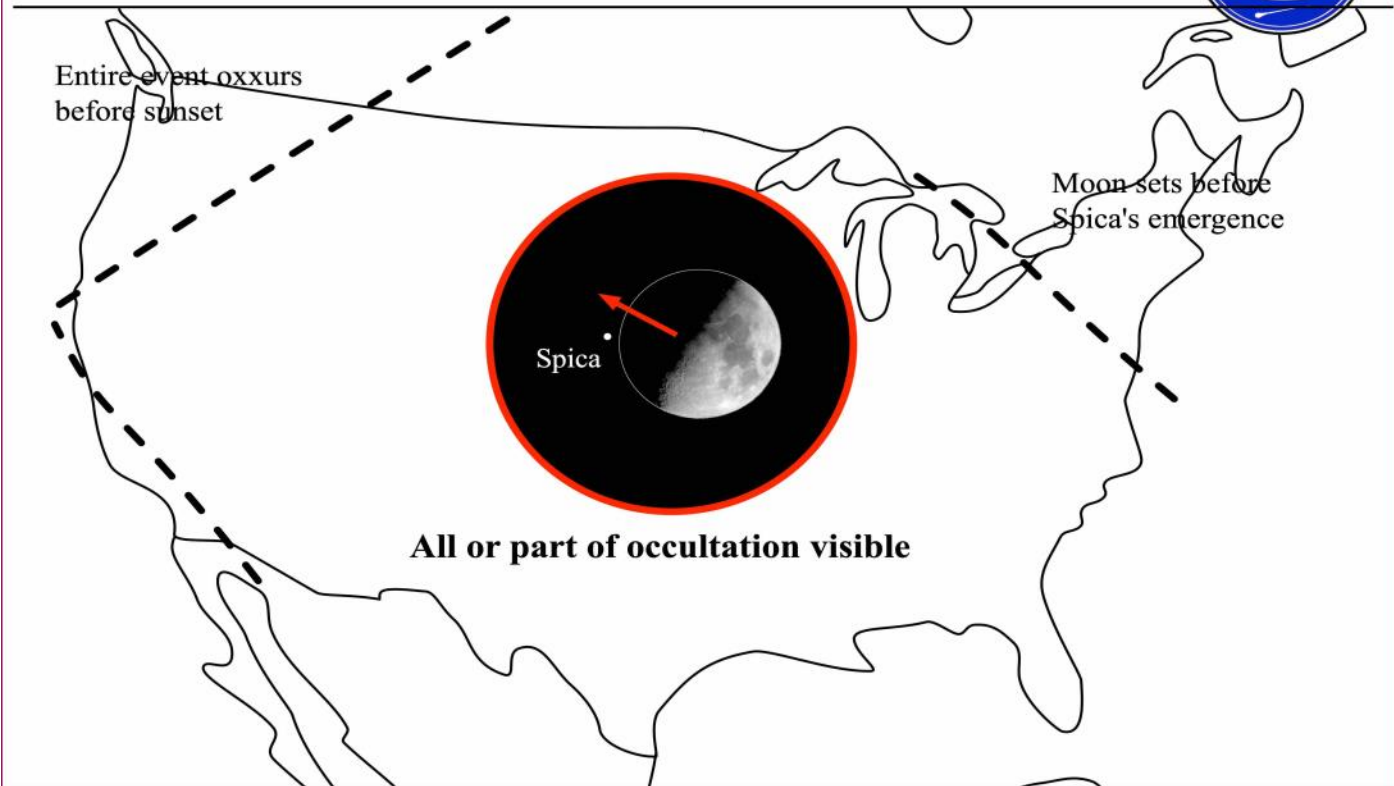 Entire event oxxurs
before sunset
Moon sets before
Spica's emergence
Spica
All or part of occultation visible